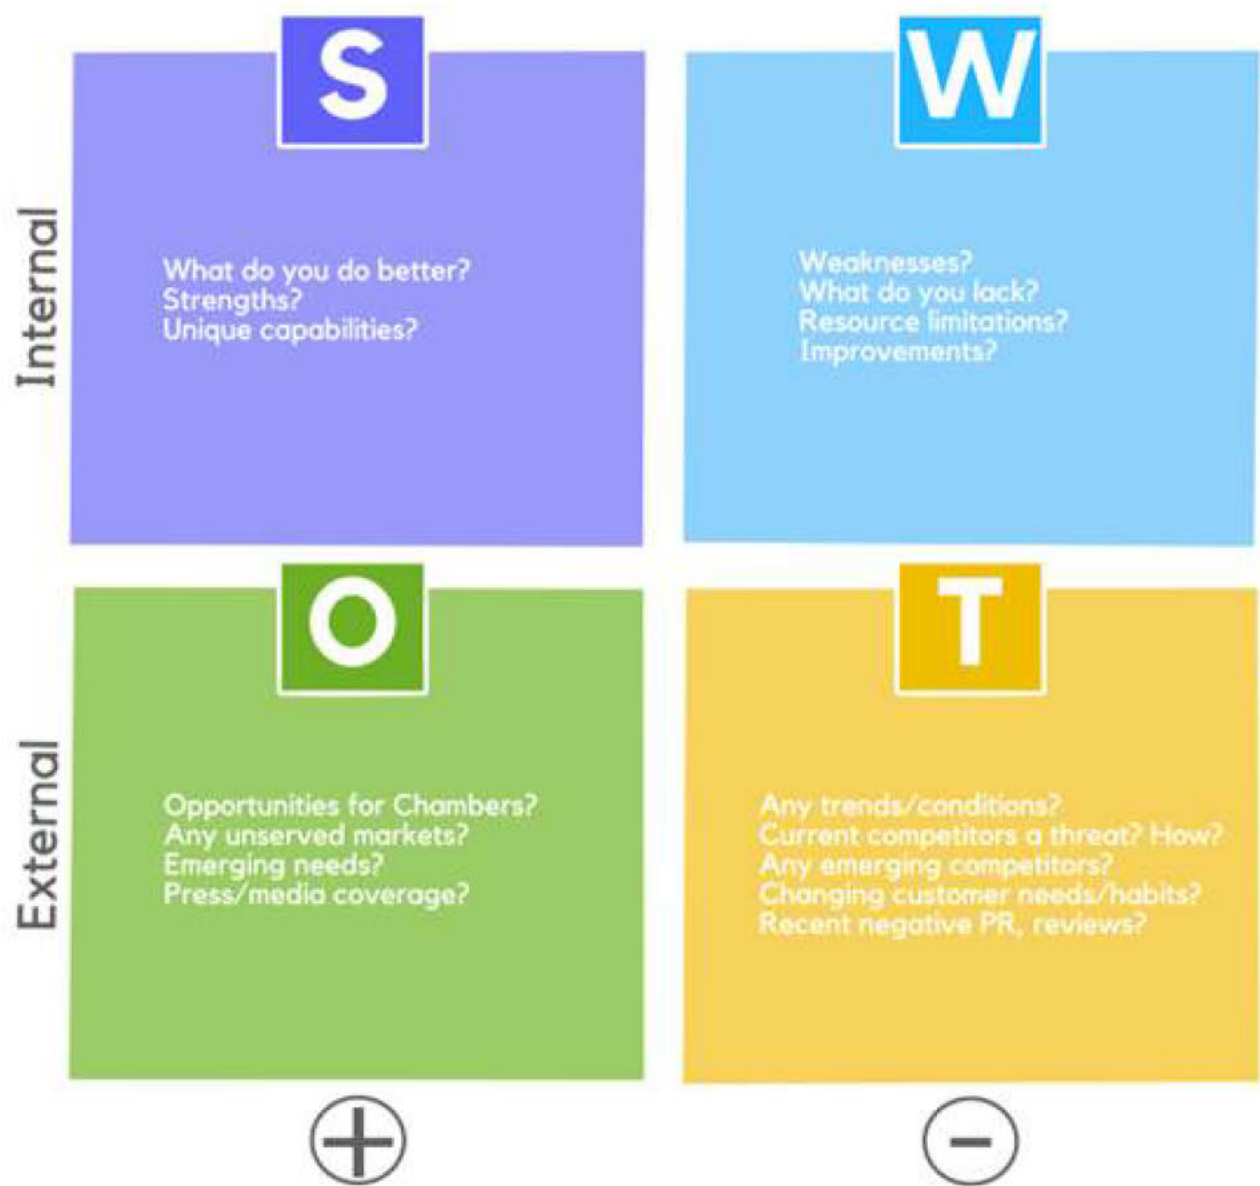 S
W
Internal
What do you do better?
Strengths?
Unique capabilities?
Weaknesses?
What do you lack?
Resource limitations?
Improvements?
O
T
External
Opportunities for Chambers?
Any unserved markets?
Emerging needs?
Press/media coverage?
Any trends/conditions?
Current competitors a threat? How?
Any emerging competitors?
Changing customer needs/habits?
Recent negative PR, reviews?
+
-